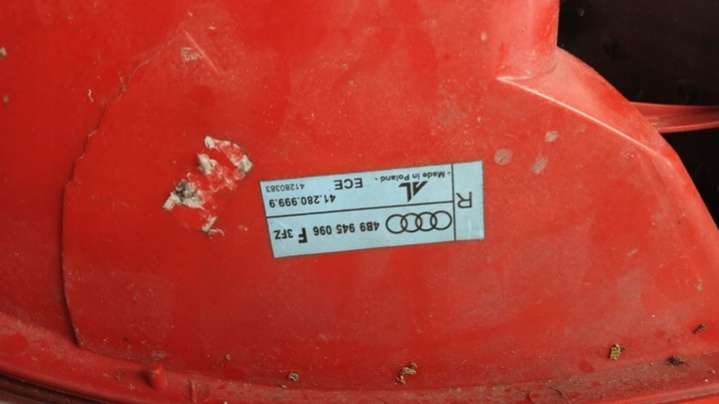 R
4B9 945 096 F 3FZ
AL
41.280.999.9
- Made in Poland -
ECE
41280383